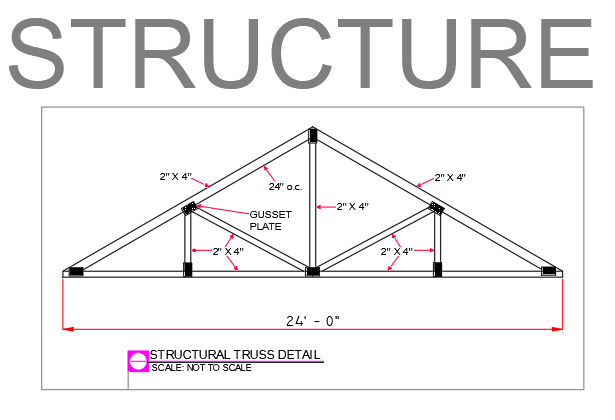 STRUCTURE
2" X 4"
2" X 4"
24" o.c.
2" X 4"
GUSSET
PLATE
2" X 4"
2" X 4"
24' - 0"
STRUCTURAL TRUSS DETAIL
SCALE: NOT TO SCALE